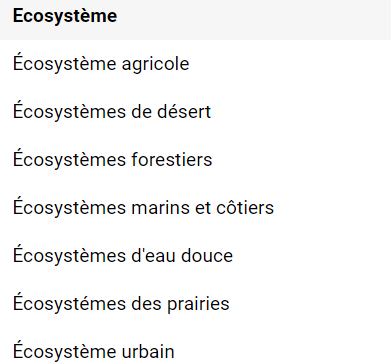 Ecosystème
Écosystème agricole
Écosystèmes de désert
Écosystèmes forestiers
Écosystèmes marins et côtiers
Écosystèmes d'eau douce
Écosystémes des prairies
Écosystème urbain